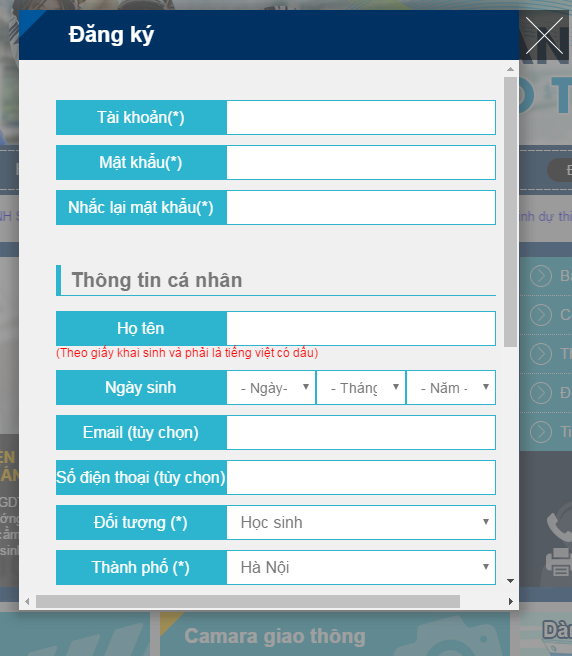 Đăng ký
Tài khoản(*)
Mật khẩu(*)
Nhắc lại mật khẩu(*)
Thông tin cá nhân
Họ tên
(Theo giấy khai sinh và phải là tiếng việt có dấu)
Ngày sinh
- Ngày-
- Tháng
- Năm -
Email (tùy chọn)
Số điện thoại (tùy chọn)
Đối tượng (*)
Học sinh
Thành phố (*)
Hà Nội
Camara giao thông